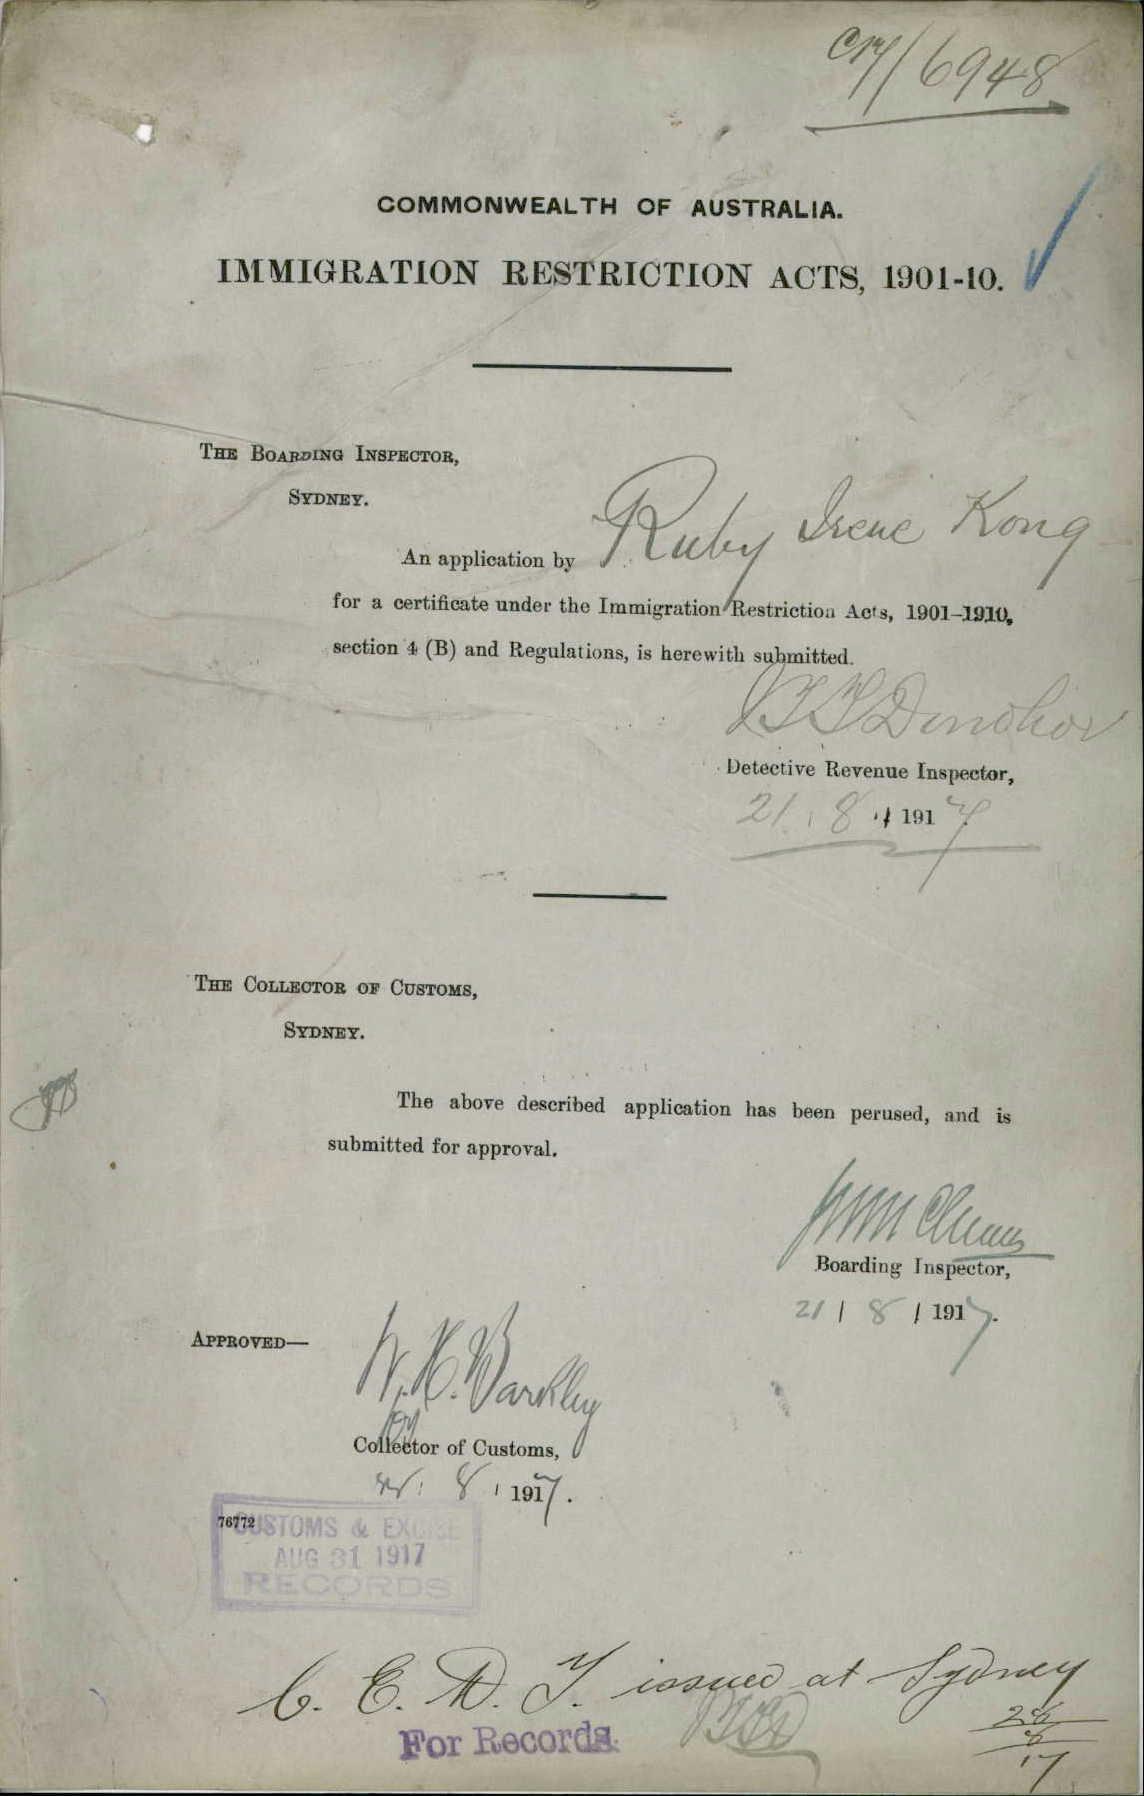 C17/6948
COMMONWEALTH OF AUSTRALIA.
IMMIGRATION RESTRICTION ACTS, 1901-10.
THE BOARDING INSPECTOR,
SYDNEY.
An application by Ruby Irene Kong
for a certificate under the Immigration Restriction Acts, 1901-1910,
section 4 (B) and Regulations, is herewith submitted.
Donohoe
Detective Revenue Inspector,
21 / 8 / 1917
THE COLLECTOR OF CUSTOMS,
SYDNEY.
The above described application has been perused, and is
submitted for approval.
Boarding Inspector,
21 / 8 / 1917.
APPROVED—
W. H. Barkley
for
Collector of Customs,
8 / 1917.
76772
CUSTOMS & EXCISE
AUG 31 1917
RECORDS
C. E. D. T. issued at Sydney
For Records.